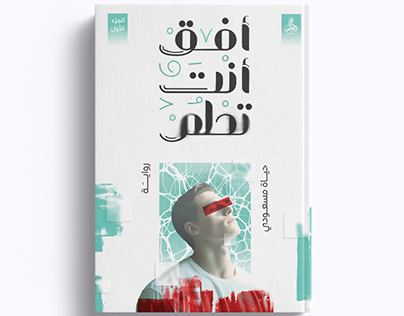 الجزء
الأول
أفق
أنت
تحلم
رواية
حياة مسعودي